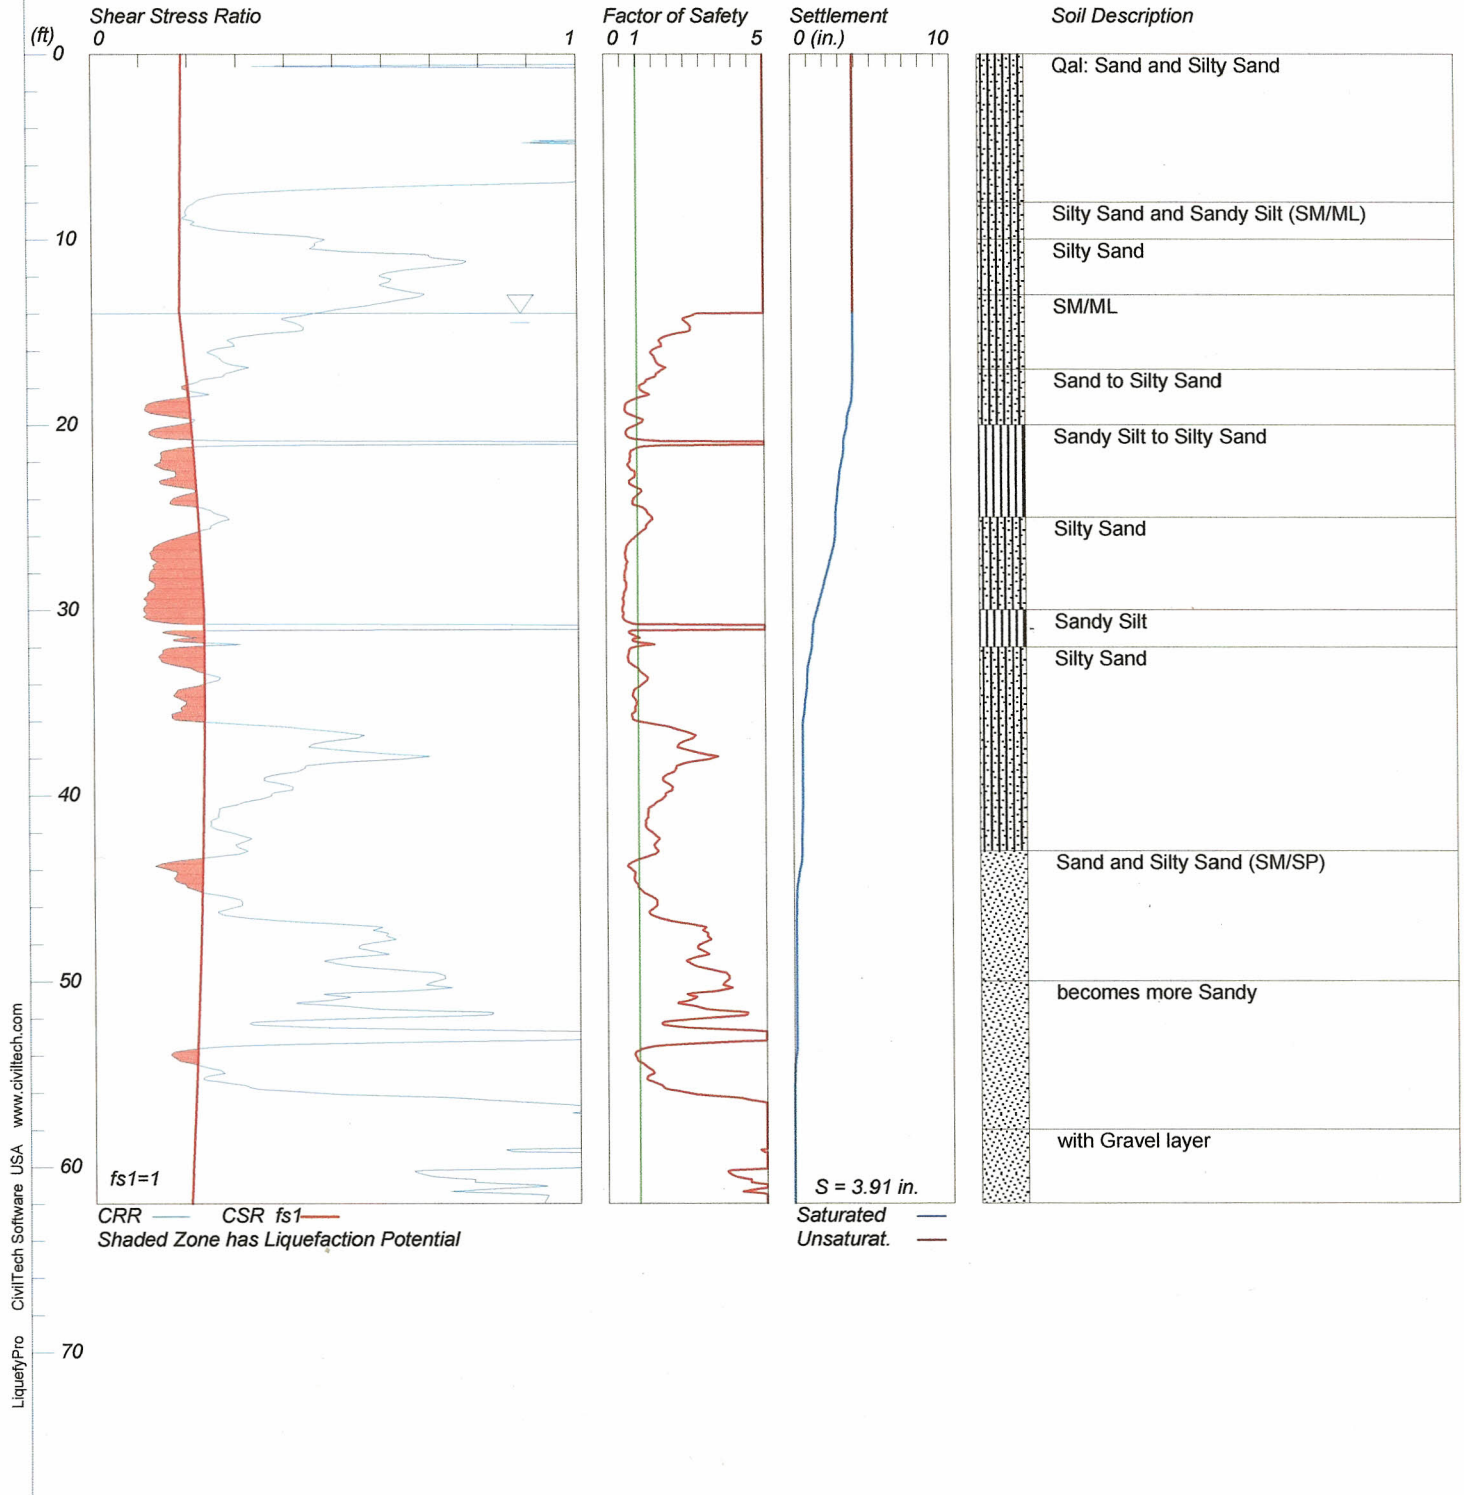 Shear Stress Ratio
Factor of Safety
Settlement
Soil Description
(ft)
0
1
0 1
5
0 (in.)
10
0
10
20
30
40
50
60
70
Qal: Sand and Silty Sand
Silty Sand and Sandy Silt (SM/ML)
Silty Sand
SM/ML
Sand to Silty Sand
Sandy Silt to Silty Sand
Silty Sand
Sandy Silt
Silty Sand
Sand and Silty Sand (SM/SP)
becomes more Sandy
with Gravel layer
fs1=1
S = 3.91 in.
CRR
CSR fs1
Shaded Zone has Liquefaction Potential
Saturated
Unsaturat.
LiquefyPro CivilTech Software USA www.civiltech.com